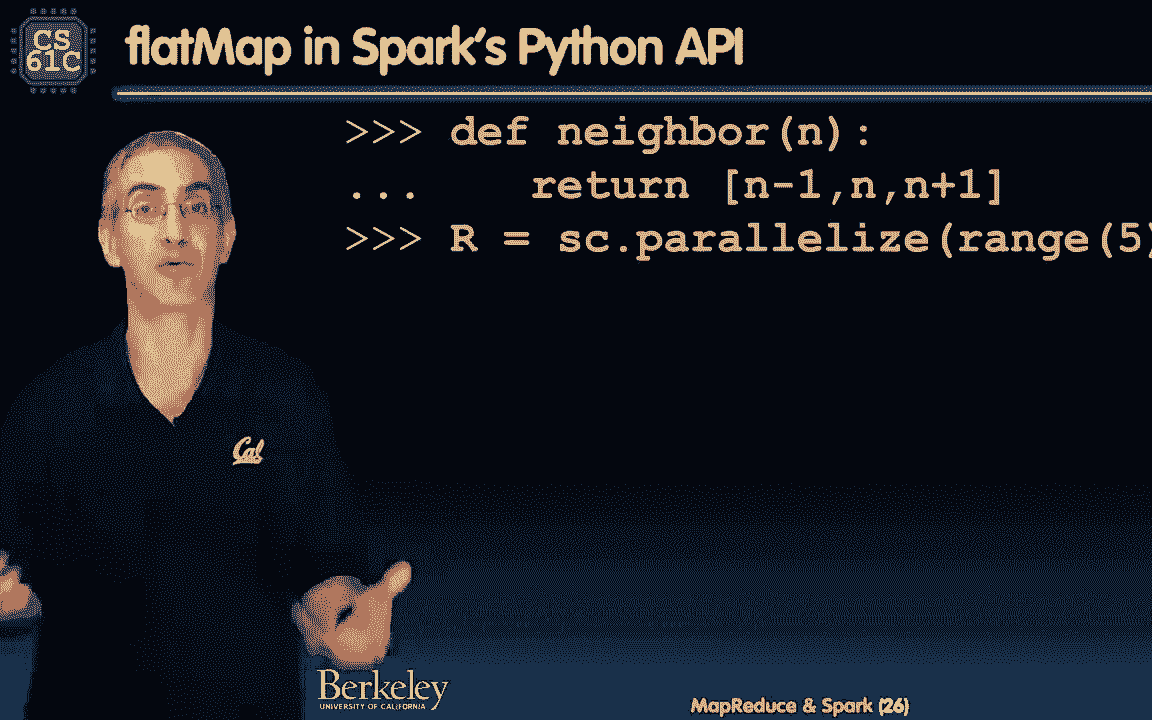 CS
61C
flatMap in Spark's Python API
>>> def neighbor(n):
...    return [n-1,n,n+1]
>>> R = sc.parallelize(range(5)
Cal
Berkeley
UNIVERSITY OF CALIFORNIA
MapReduce & Spark (26)